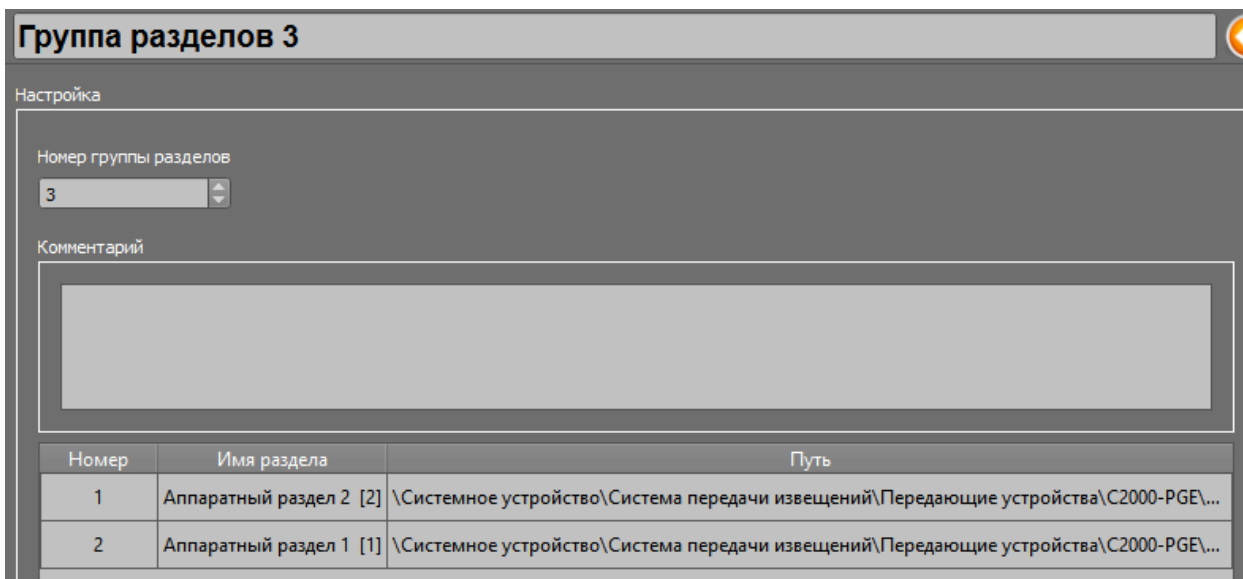 Группа разделов 3
Настройка
Номер группы разделов
3
Комментарий
Номер Имя раздела Путь
1 Аппаратный раздел 2 [2] \Системное устройство\Система передачи извещений\Передающие устройства\C2000-PGE\...
2 Аппаратный раздел 1 [1] \Системное устройство\Система передачи извещений\Передающие устройства\C2000-PGE\...